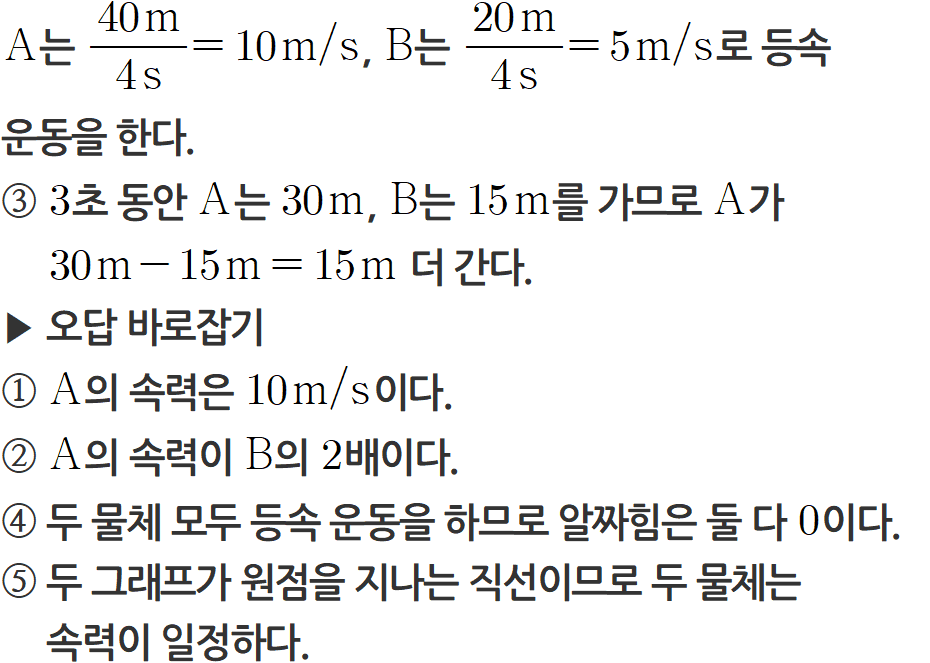 A는 40m/4s = 10m/s, B는 20m/4s = 5m/s로 등속
운동을 한다.
③ 3초 동안 A는 30m, B는 15m를 가므로 A가
30m - 15m = 15m 더 간다.
▶ 오답 바로잡기
① A의 속력은 10m/s이다.
② A의 속력이 B의 2배이다.
④ 두 물체 모두 등속 운동을 하므로 알짜힘은 둘 다 0이다.
⑤ 두 그래프가 원점을 지나는 직선이므로 두 물체는
속력이 일정하다.